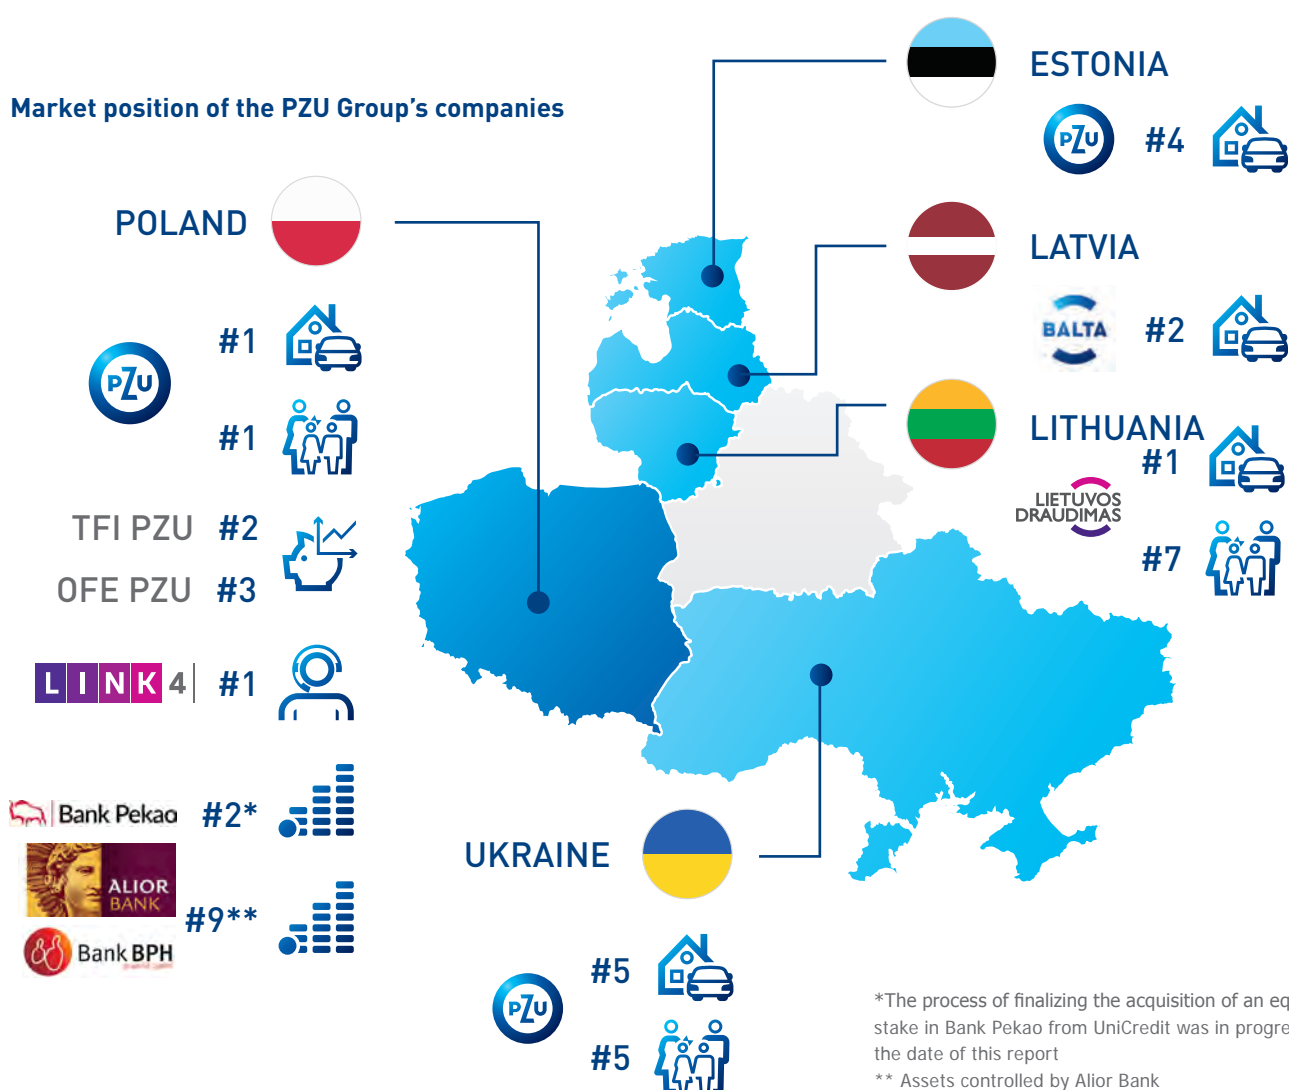 Market position of the PZU Group's companies
POLAND
PZU
#1
#1
TFI PZU #2
OFE PZU #3
LINK4 #1
Bank Pekao #2*
ALIOR
BANK
#9**
Bank BPH
ESTONIA
PZU #4
LATVIA
BALTA #2
LITHUANIA
#1
LIETUVOS
DRAUDIMAS
#7
UKRAINE
PZU
#5
#5
*The process of finalizing the acquisition of an eq
stake in Bank Pekao from UniCredit was in progre
the date of this report
** Assets controlled by Alior Bank